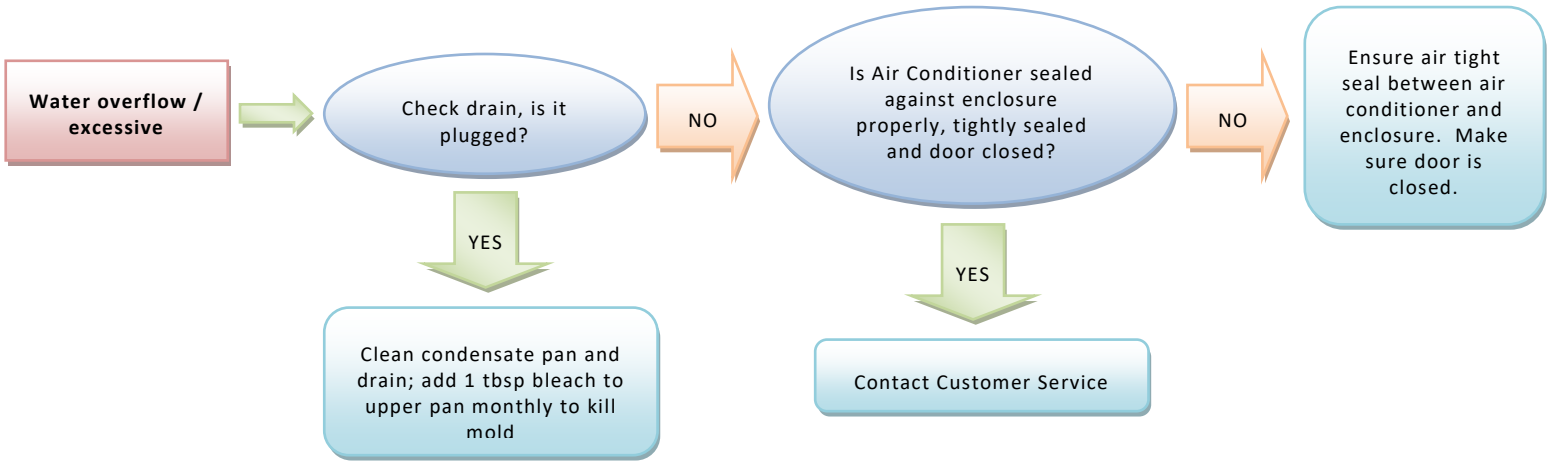 Water overflow /
excessive
Check drain, is it
plugged?
NO
Is Air Conditioner sealed
against enclosure
properly, tightly sealed
and door closed?
NO
Ensure air tight
seal between air
conditioner and
enclosure.  Make
sure door is
closed.
YES
Clean condensate pan and
drain; add 1 tbsp bleach to
upper pan monthly to kill
mold
YES
Contact Customer Service